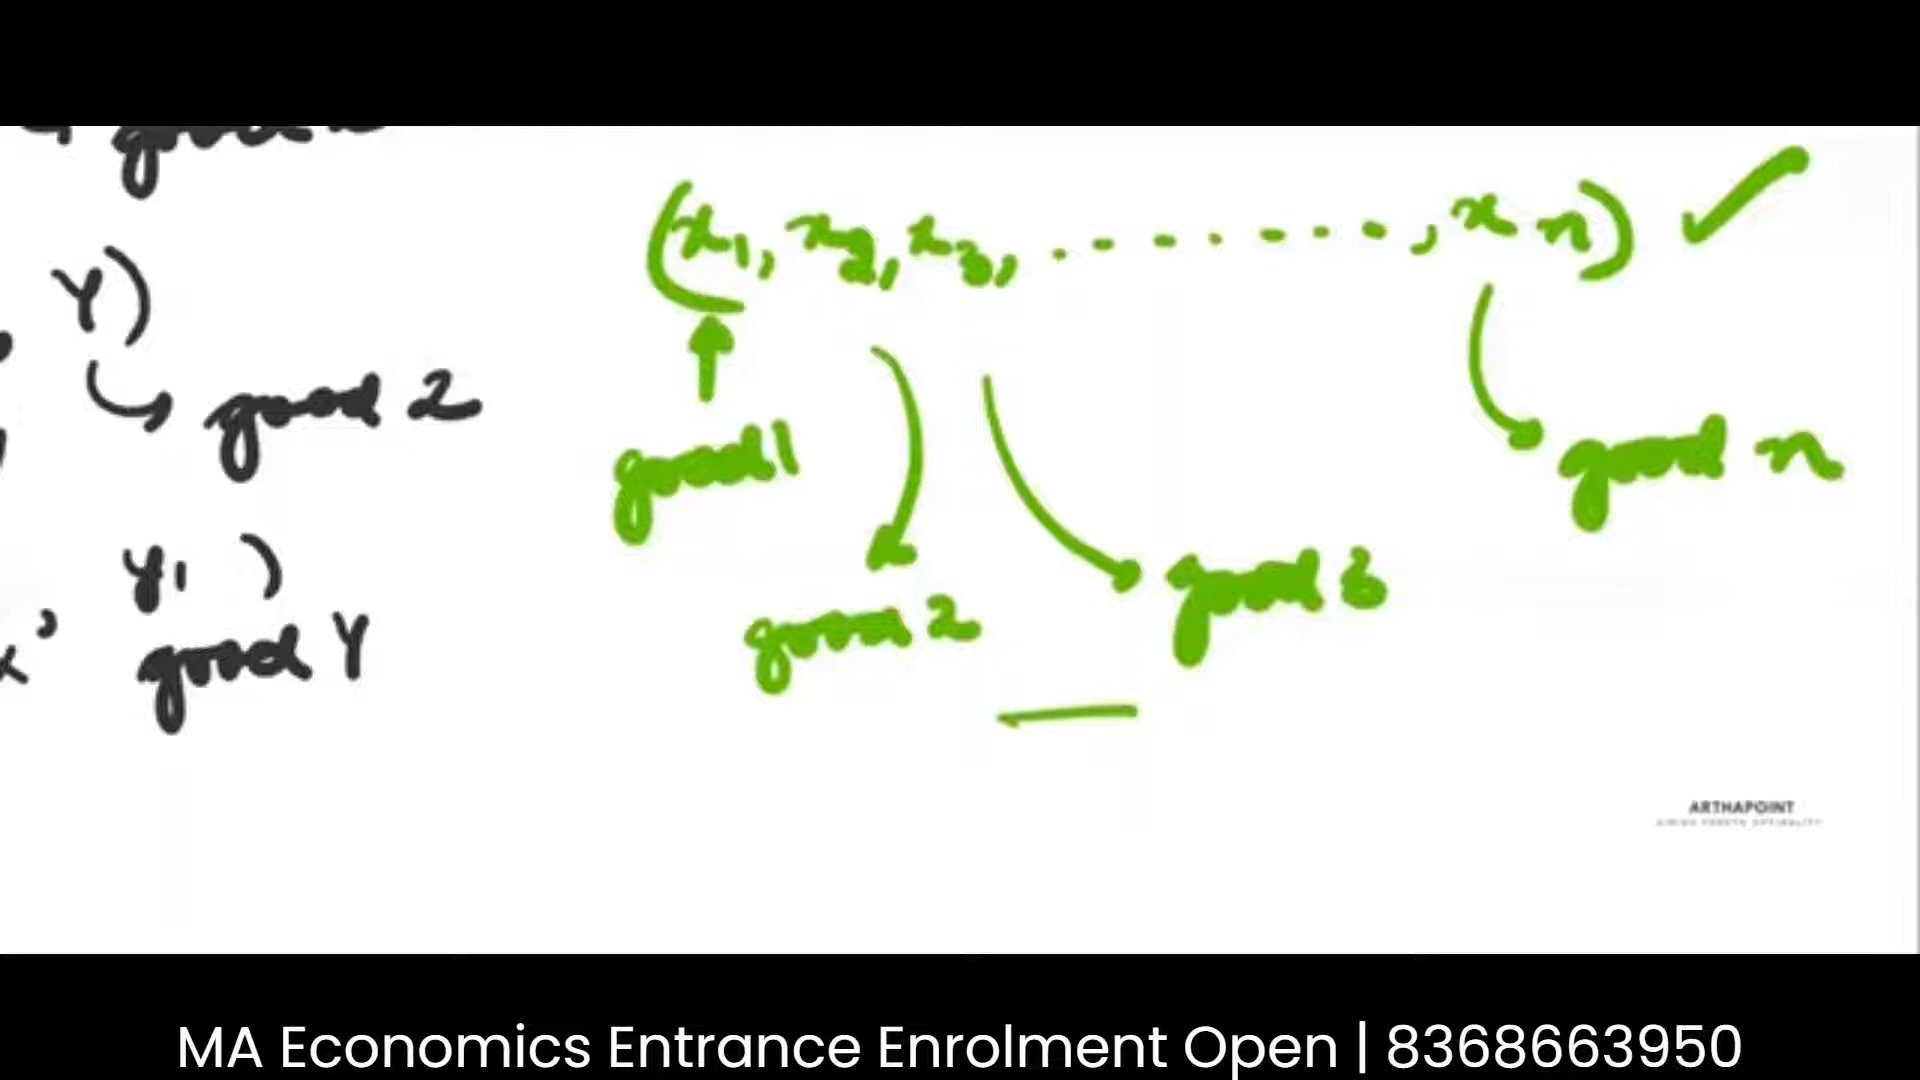 (x1, x2, x3, ........, xn) ✓
, Y)
good 2
good 1
good n
y1 )
x, good Y
good 2
good 3
ARTHAPOINT
MA Economics Entrance Enrolment Open | 8368663950